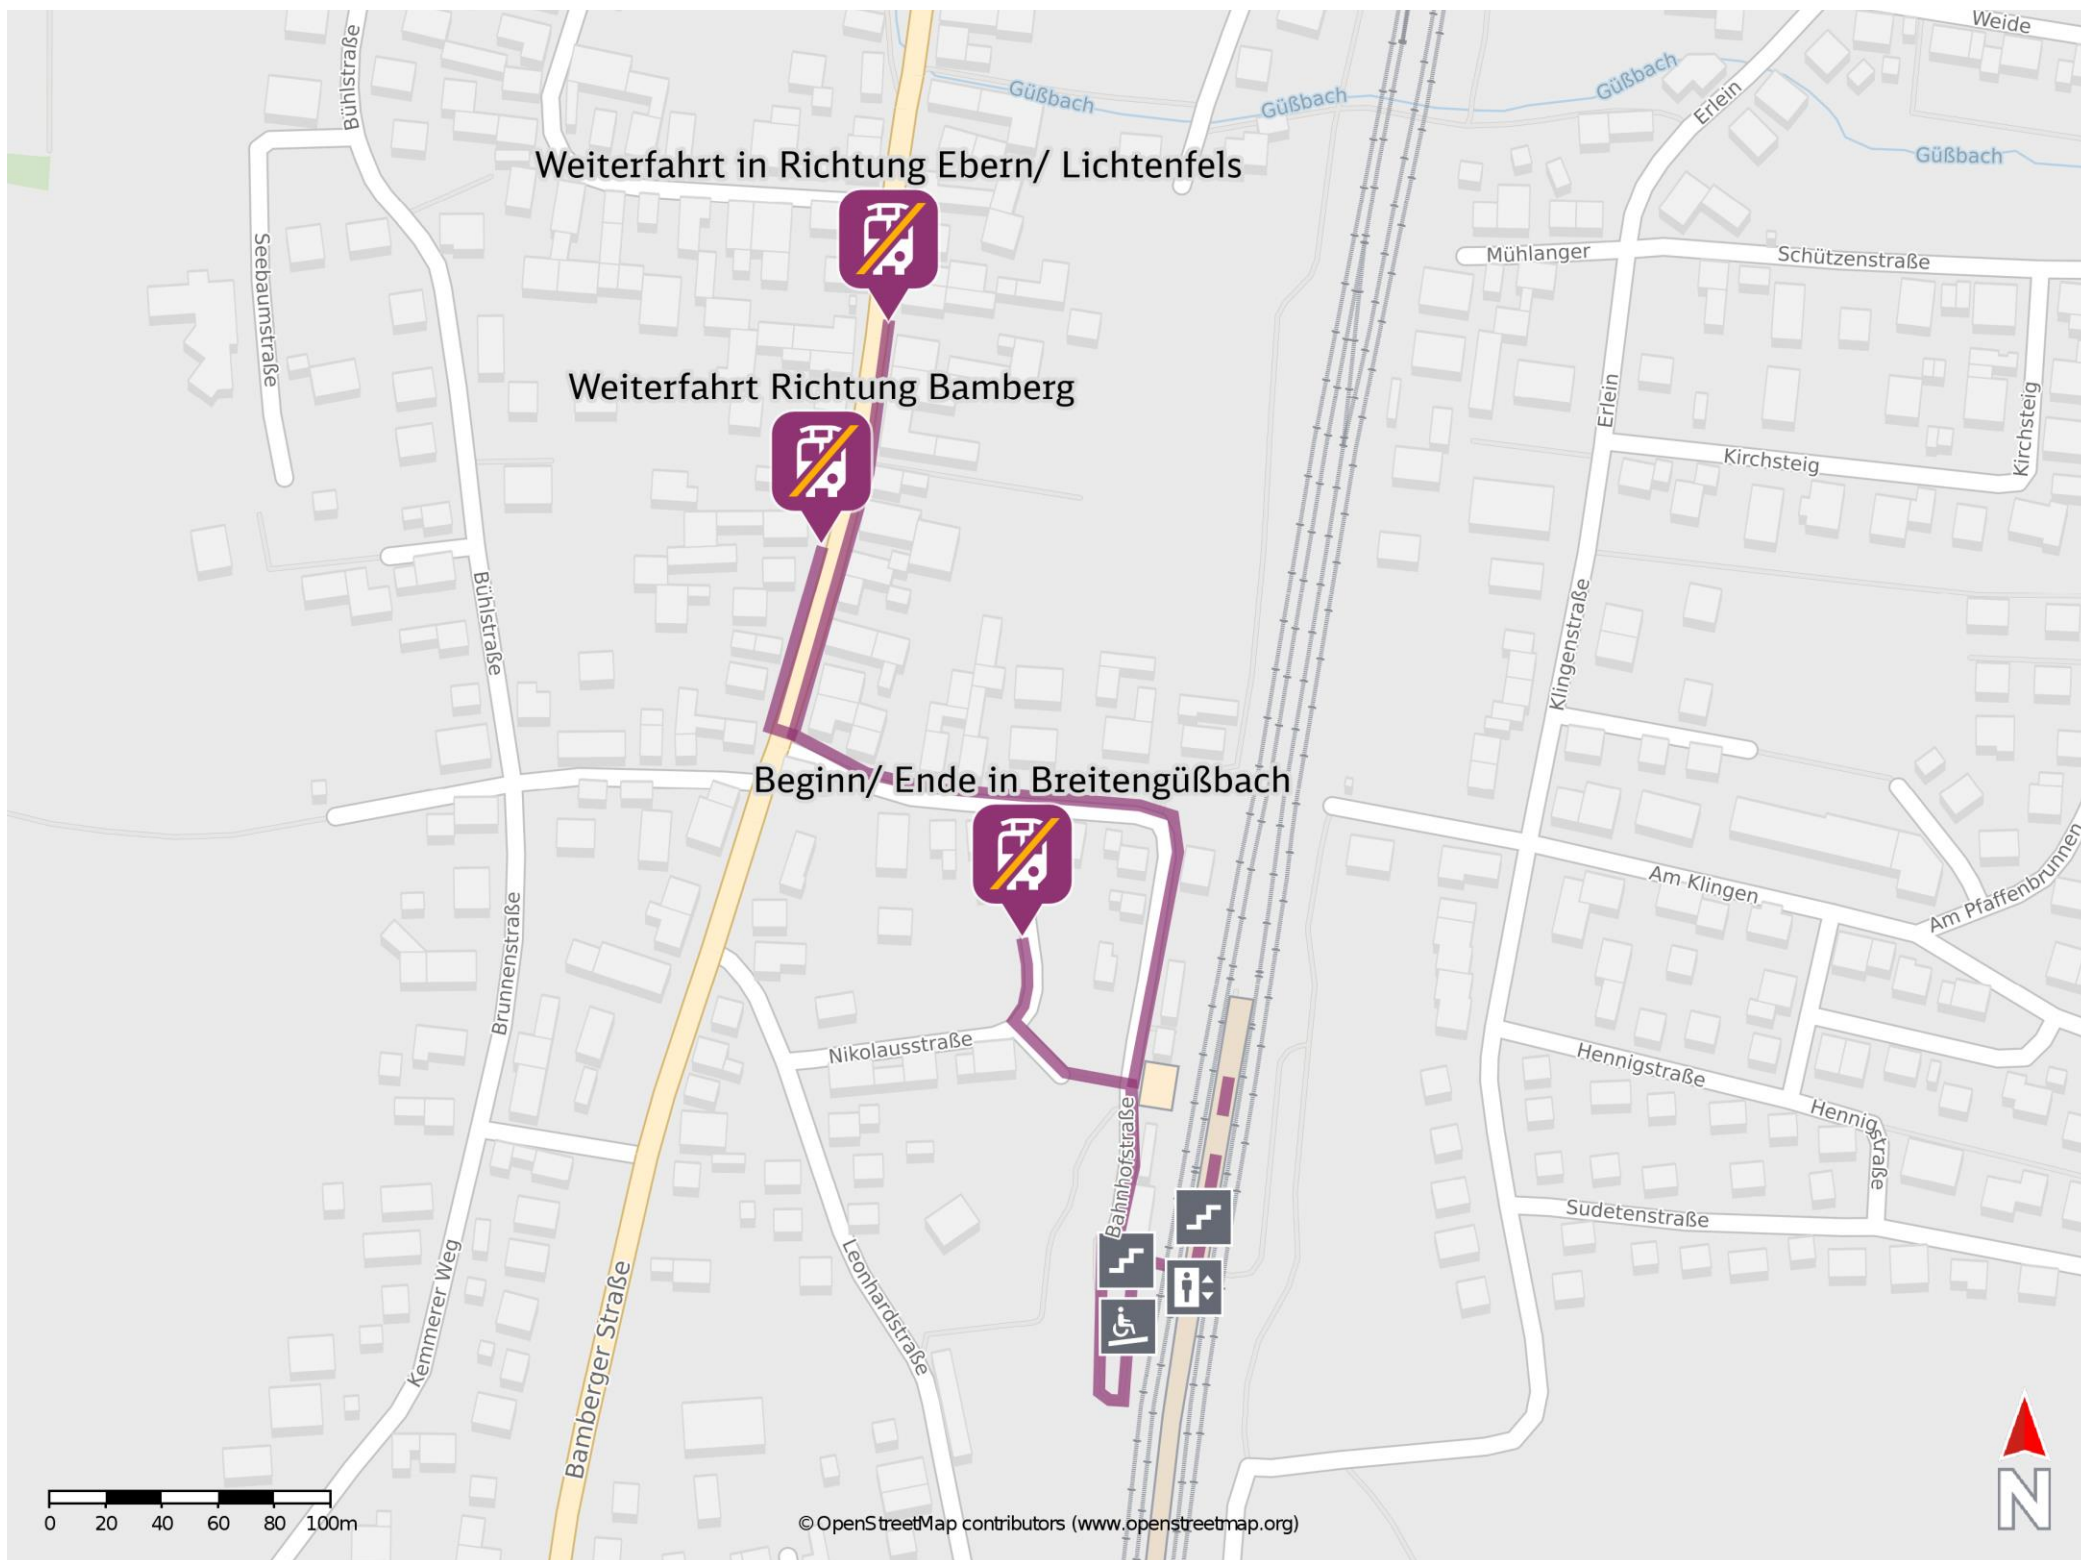 Weide
Bühlstraße
Güßbach
Güßbach
Güßbach
Erlein
Güßbach
Weiterfahrt in Richtung Ebern/ Lichtenfels
Seebaumstraße
Mühlanger
Schützenstraße
Weiterfahrt Richtung Bamberg
Erlein
Kirchsteig
Kirchsteig
Bühlstraße
Klingenstraße
Beginn/ Ende in Breitengüßbach
Am Klingen
Am Pfaffenbrunnen
Brunnenstraße
Nikolausstraße
Hennigstraße
Hennigstraße
Bahnhofstraße
Sudetenstraße
Kemmerer Weg
Leonhardstraße
Bamberger Straße
N
0 20 40 60 80 100m
© OpenStreetMap contributors (www.openstreetmap.org)